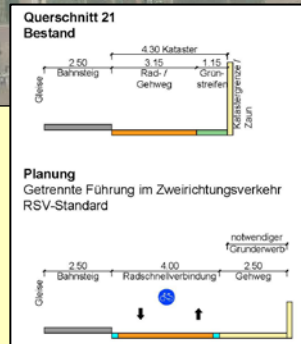 Querschnitt 21
Bestand
4.30 Kataster
2.50 3.15 1.15
Gleise
Bahnsteig
Rad-/
Gehweg
Grün-
streifen
Katastergrenze /
Zaun
Planung
Getrennte Führung im Zweirichtungsverkehr
RSV-Standard
notwendiger
Grunderwerb
2.50 4.00 2.50
Gleise
Bahnsteig Radschnellverbindung Gehweg